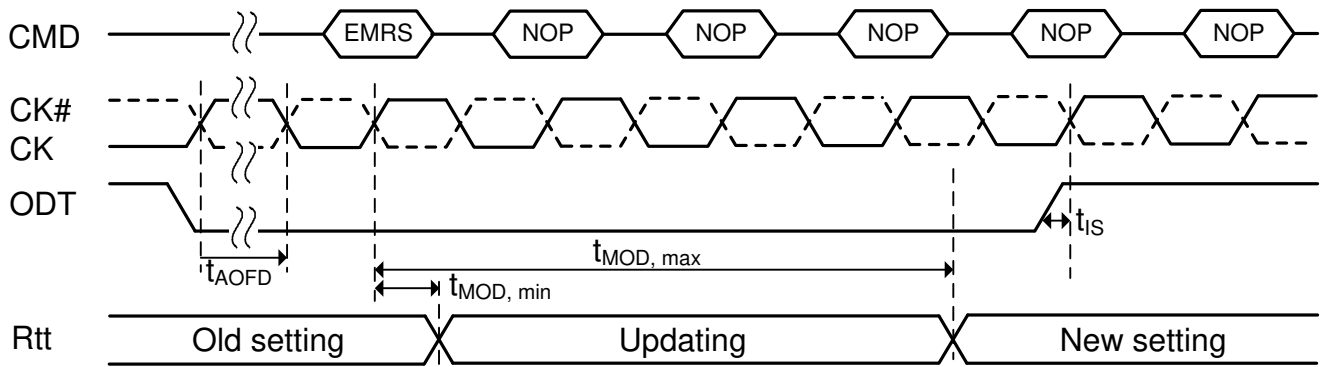 CMD EMRS NOP NOP NOP NOP NOP
CK#
CK
ODT
tIS
tMOD, max
tAOFD
tMOD, min
Rtt Old setting Updating New setting